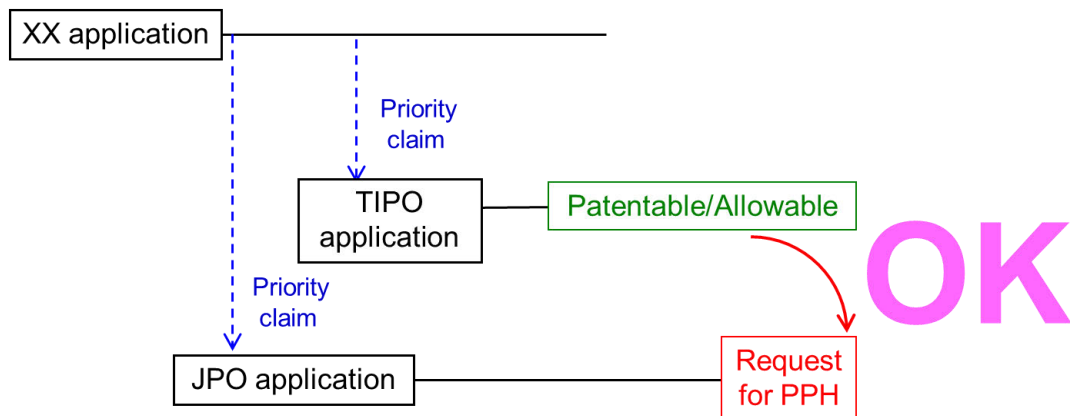 XX application
Priority
claim
TIPO
application
Patentable/Allowable
OK
Priority
claim
JPO application
Request
for PPH